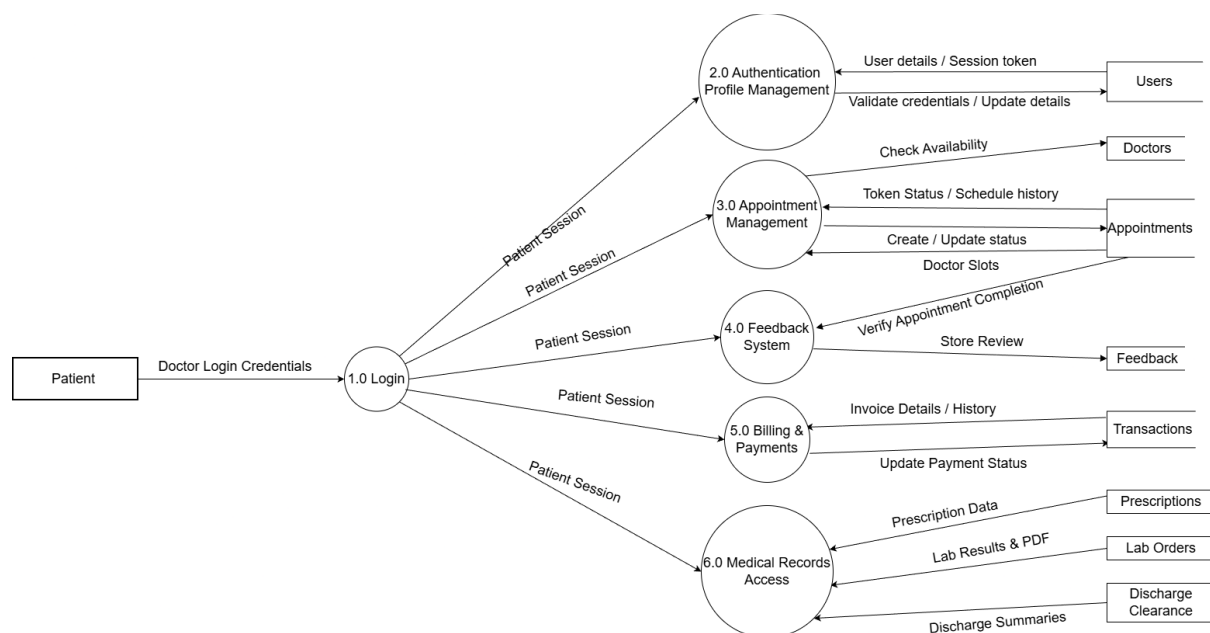 2.0 Authentication
Profile Management
User details / Session token
Validate credentials / Update details
Users
Check Availability
Doctors
Patient Session
3.0 Appointment
Management
Token Status / Schedule history
Create / Update status
Doctor Slots
Appointments
Patient Session
Verify Appointment Completion
4.0 Feedback
System
Store Review
Feedback
Patient Session
Patient
Doctor Login Credentials
1.0 Login
Patient Session
5.0 Billing &
Payments
Invoice Details / History
Update Payment Status
Transactions
Patient Session
6.0 Medical Records
Access
Prescription Data
Prescriptions
Lab Results & PDF
Lab Orders
Discharge Summaries
Discharge
Clearance